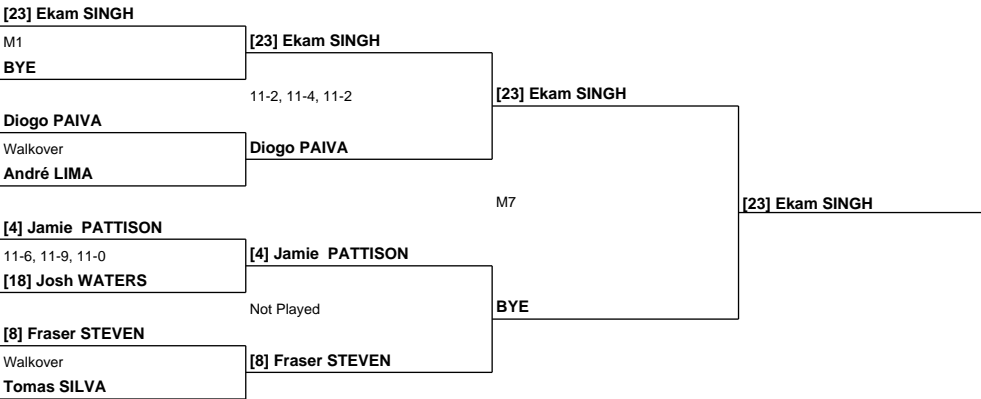 [23] Ekam SINGH
M1
BYE
Diogo PAIVA
Walkover
André LIMA
[4] Jamie  PATTISON
11-6, 11-9, 11-0
[18] Josh WATERS
[8] Fraser STEVEN
Walkover
Tomas SILVA
[23] Ekam SINGH
11-2, 11-4, 11-2
Diogo PAIVA
[4] Jamie  PATTISON
Not Played
[8] Fraser STEVEN
[23] Ekam SINGH
M7
BYE
[23] Ekam SINGH